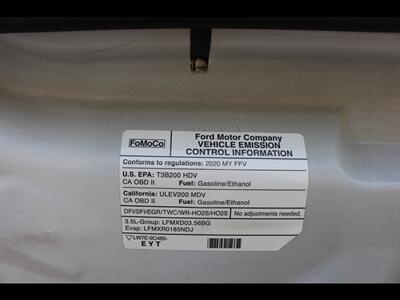 FoMoCo
Ford Motor Company
VEHICLE EMISSION
CONTROL INFORMATION
Conforms to regulations: 2020 MY FFV
U.S. EPA: T3B200 HDV
CA OBD II Fuel: Gasoline/Ethanol
California: ULEV200 MDV
CA OBD II Fuel: Gasoline/Ethanol
DFI/SFI/EGR/TWC/WR-HO2S/HO2S No adjustments needed.
3.5L-Group: LFMXD03.56BG
Evap: LFMXR0185NDJ
LW7E-9C485-
EYT